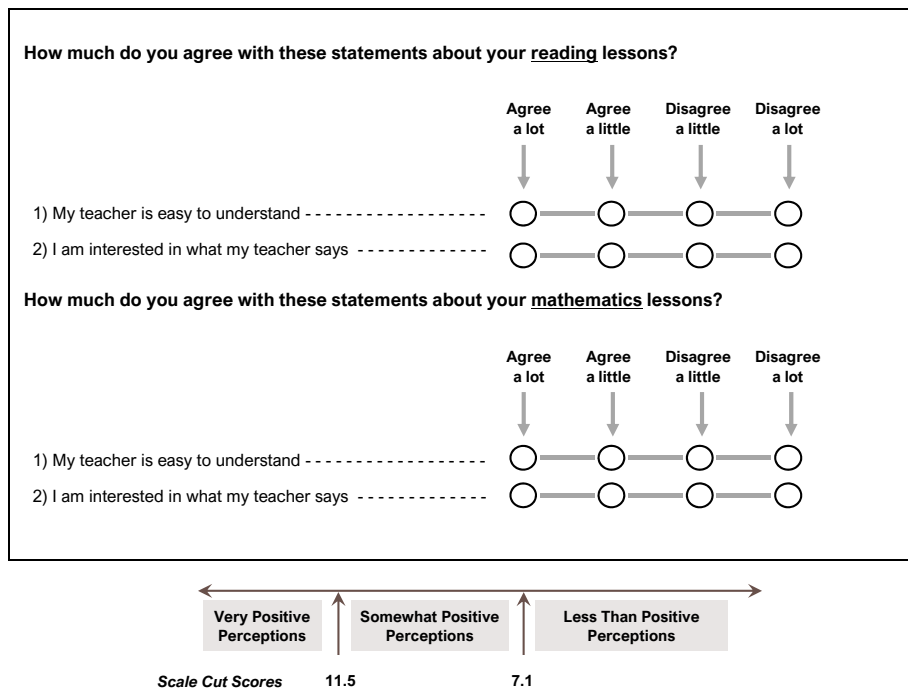 How much do you agree with these statements about your reading lessons?
Agree a lot Agree a little Disagree a little Disagree a lot
1) My teacher is easy to understand - - - - - - - - - - - - - - - - - -
2) I am interested in what my teacher says - - - - - - - - - - - - -
How much do you agree with these statements about your mathematics lessons?
Agree a lot Agree a little Disagree a little Disagree a lot
1) My teacher is easy to understand - - - - - - - - - - - - - - - - - -
2) I am interested in what my teacher says - - - - - - - - - - - - -
Very Positive Perceptions Somewhat Positive Perceptions Less Than Positive Perceptions
Scale Cut Scores 11.5 7.1